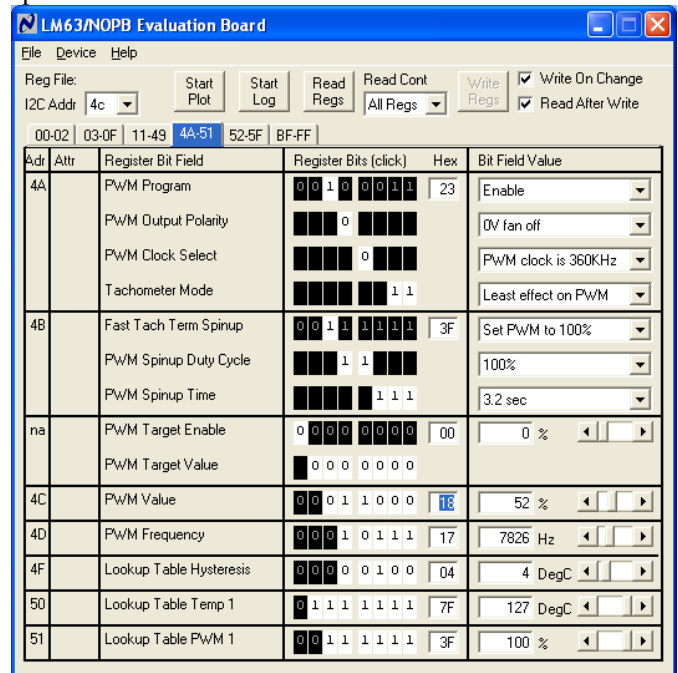 LM63/NOPB Evaluation Board
File Device Help
Reg File:
I2C Addr 4c
Start Plot
Start Log
Read Regs
Read Cont
All Regs
Write Regs
Write On Change
Read After Write
00-02 03-0F 11-49 4A-51 52-5F BF-FF
Adr Attr Register Bit Field Register Bits (click) Hex Bit Field Value
4A PWM Program 0 0 1 0 0 0 1 1 23 Enable
PWM Output Polarity 0 0V fan off
PWM Clock Select 0 PWM clock is 360KHz
Tachometer Mode 1 1 Least effect on PWM
4B Fast Tach Term Spinup 0 0 1 1 1 1 1 1 3F Set PWM to 100%
PWM Spinup Duty Cycle 1 1 100%
PWM Spinup Time 1 1 1 3.2 sec
na PWM Target Enable 0 0 0 0 0 0 0 0 00 0 %
PWM Target Value 0 0 0 0 0 0 0
4C PWM Value 0 0 0 1 1 0 0 0 18 52 %
4D PWM Frequency 0 0 0 1 0 1 1 1 17 7826 Hz
4F Lookup Table Hysteresis 0 0 0 0 0 1 0 0 04 4 DegC
50 Lookup Table Temp 1 0 1 1 1 1 1 1 1 7F 127 DegC
51 Lookup Table PWM 1 0 0 1 1 1 1 1 1 3F 100 %